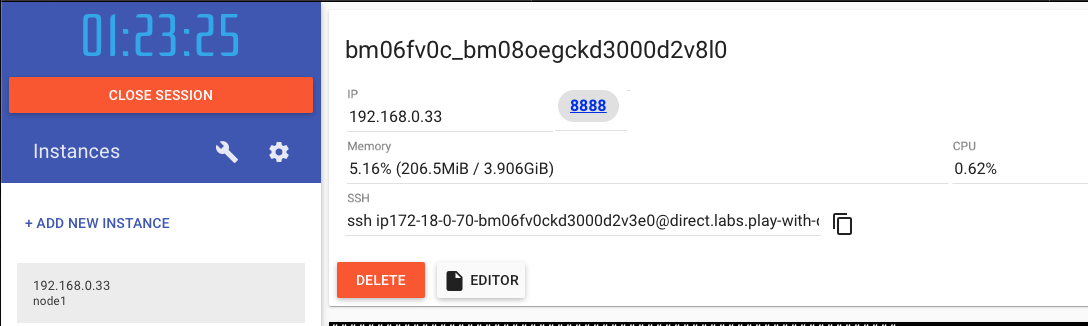 01:23:25
CLOSE SESSION
Instances
+ ADD NEW INSTANCE
192.168.0.33
node1
bm06fv0c_bm08oegckd3000d2v8l0
IP
192.168.0.33
8888
Memory
5.16% (206.5MiB / 3.906GiB)
CPU
0.62%
SSH
ssh ip172-18-0-70-bm06fv0ckd3000d2v3e0@direct.labs.play-with-
DELETE
EDITOR